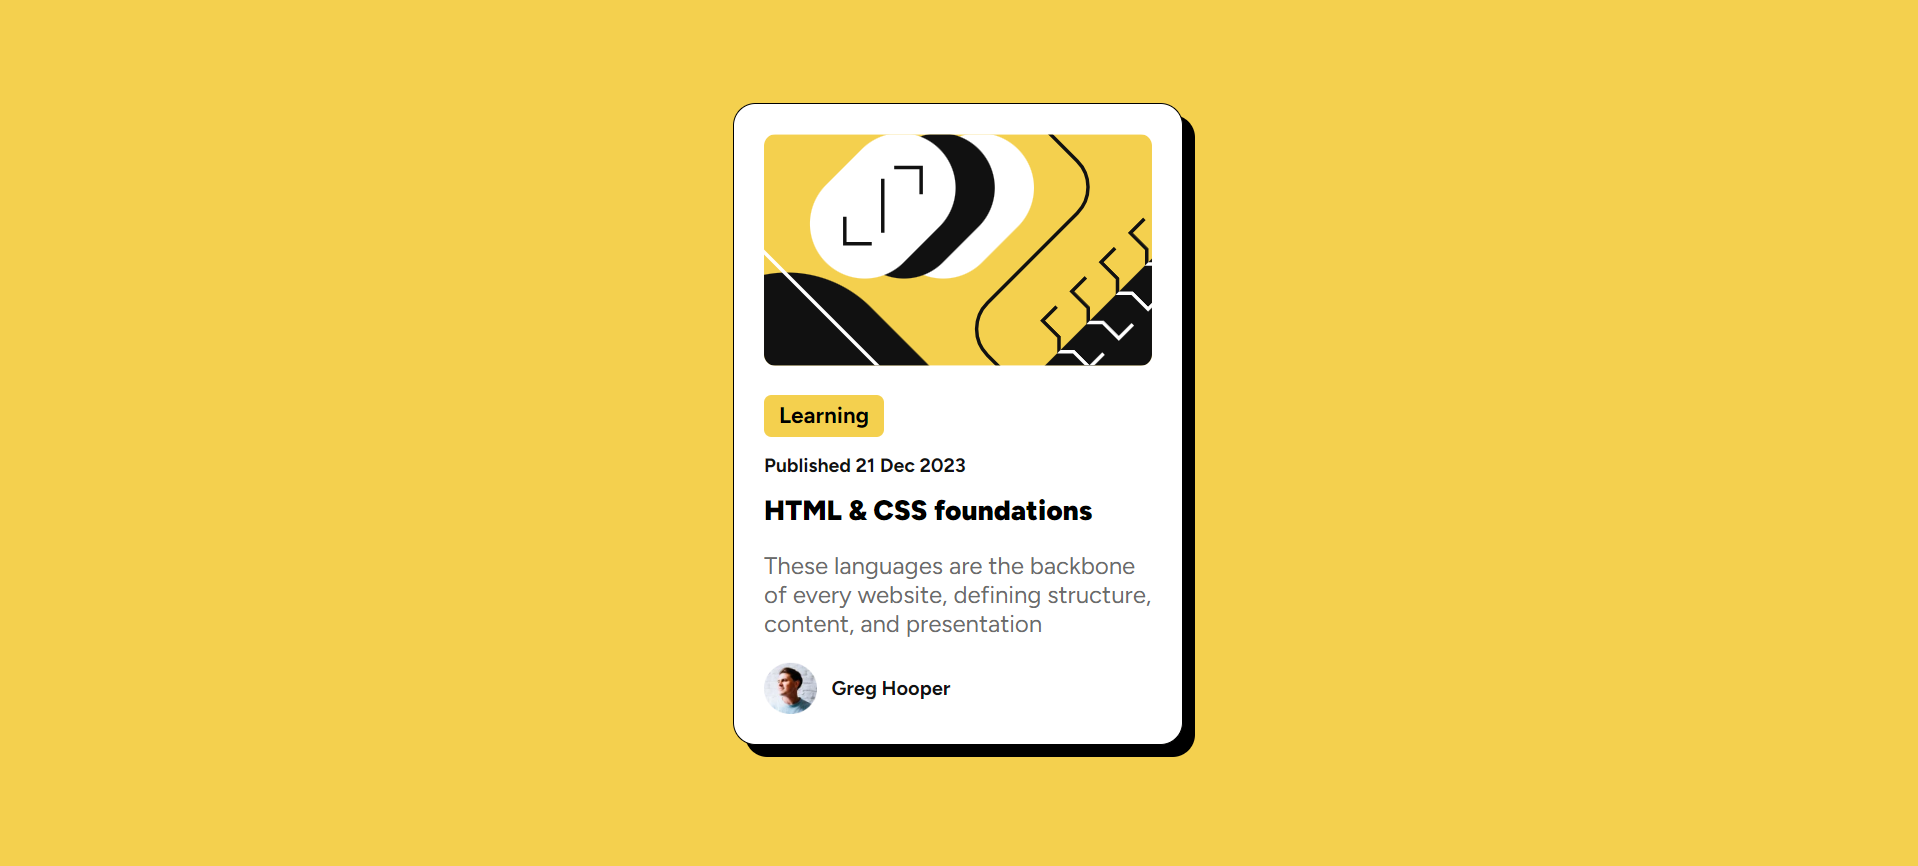 Learning
Published 21 Dec 2023
HTML & CSS foundations
These languages are the backbone
of every website, defining structure,
content, and presentation
Greg Hooper